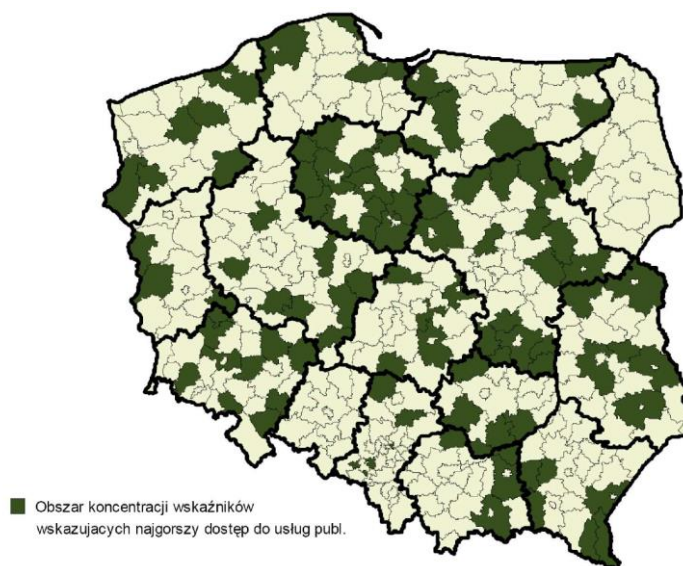 Obszar koncentracji wskaźników
wskazujacych najgorszy dostęp do usług publ.